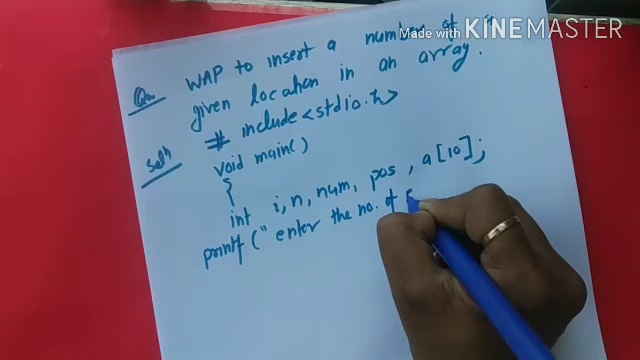 Made with KINEMASTER
Qu. WAP to insert a number at a
given location in an array.
Soln # include <stdio.h>
void main()
{
int i, n, num, pos, a[10];
printf (" enter the no. of